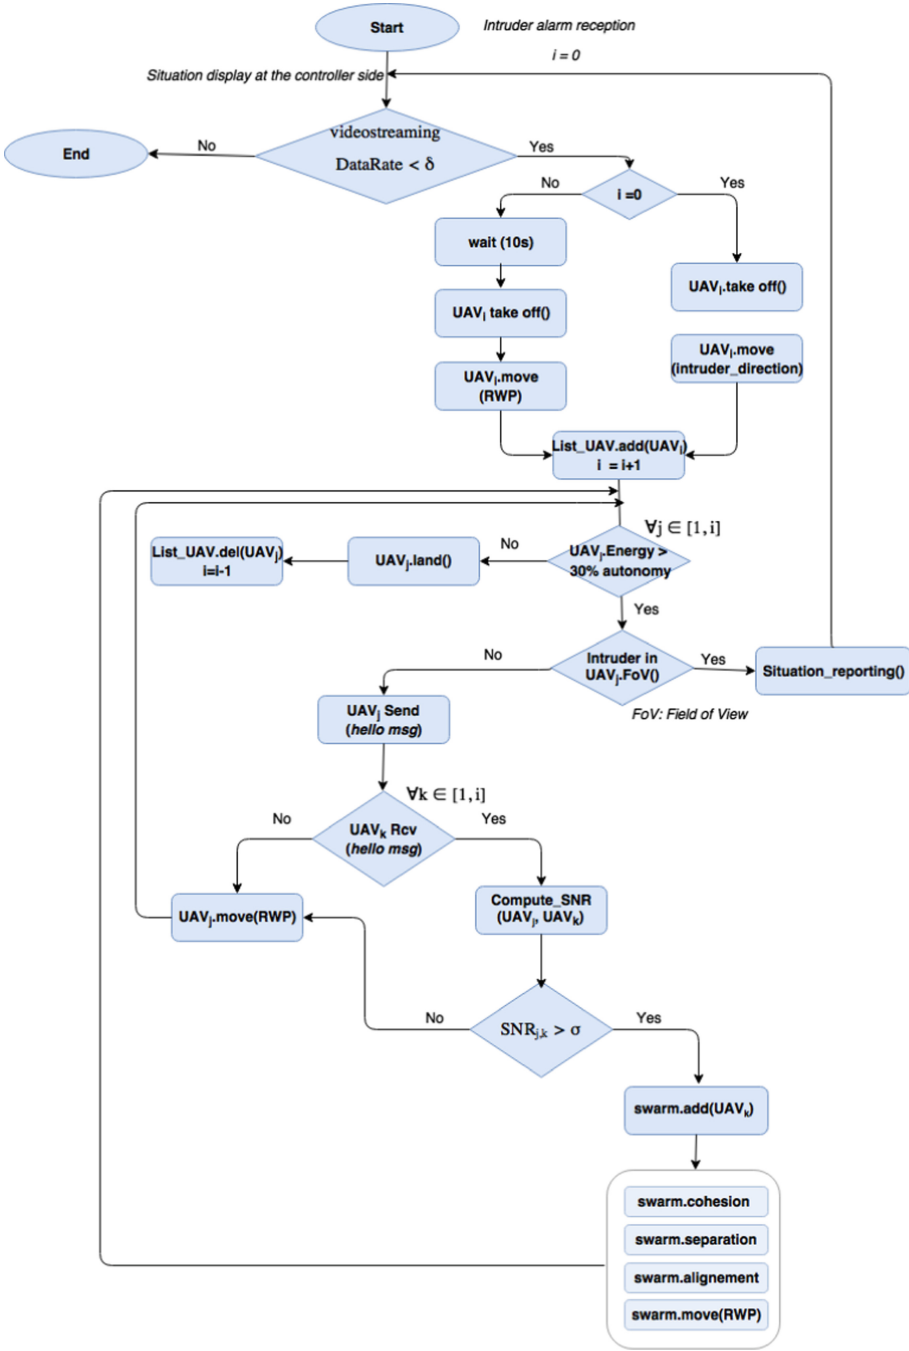 Start
Intruder alarm reception
i = 0
Situation display at the controller side
videostreaming
DataRate < δ
No
End
Yes
i =0
No
Yes
wait (10s)
UAVᵢ take off()
UAVᵢ.move
(RWP)
UAVᵢ.take off()
UAVᵢ.move
(intruder_direction)
List_UAV.add(UAVᵢ)
i = i+1
∀j ∈ [1, i]
UAVⱼ.Energy >
30% autonomy
No
UAVⱼ.land()
List_UAV.del(UAVⱼ)
i=i-1
Yes
Intruder in
UAVⱼ.FoV()
Yes
Situation_reporting()
FoV: Field of View
No
UAVⱼ Send
(hello msg)
∀k ∈ [1, i]
UAVₖ Rcv
(hello msg)
No
Yes
UAVⱼ.move(RWP)
Compute_SNR
(UAVⱼ, UAVₖ)
SNRⱼ,ₖ > σ
No
Yes
swarm.add(UAVₖ)
swarm.cohesion
swarm.separation
swarm.alignement
swarm.move(RWP)